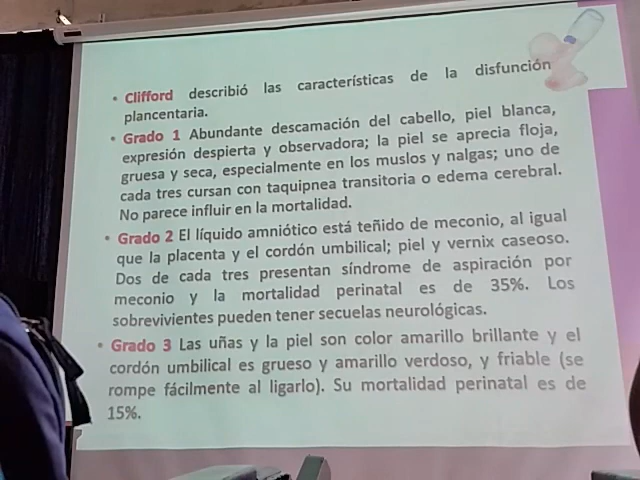 • Clifford describió las características de la disfunción
plancentaria.
• Grado 1 Abundante descamación del cabello, piel blanca,
expresión despierta y observadora; la piel se aprecia floja,
gruesa y seca, especialmente en los muslos y nalgas; uno de
cada tres cursan con taquipnea transitoria o edema cerebral.
No parece influir en la mortalidad.
• Grado 2 El líquido amniótico está teñido de meconio, al igual
que la placenta y el cordón umbilical; piel y vernix caseoso.
Dos de cada tres presentan síndrome de aspiración por
meconio y la mortalidad perinatal es de 35%. Los
sobrevivientes pueden tener secuelas neurológicas.
• Grado 3 Las uñas y la piel son color amarillo brillante y el
cordón umbilical es grueso y amarillo verdoso, y friable (se
rompe fácilmente al ligarlo). Su mortalidad perinatal es de
15%.